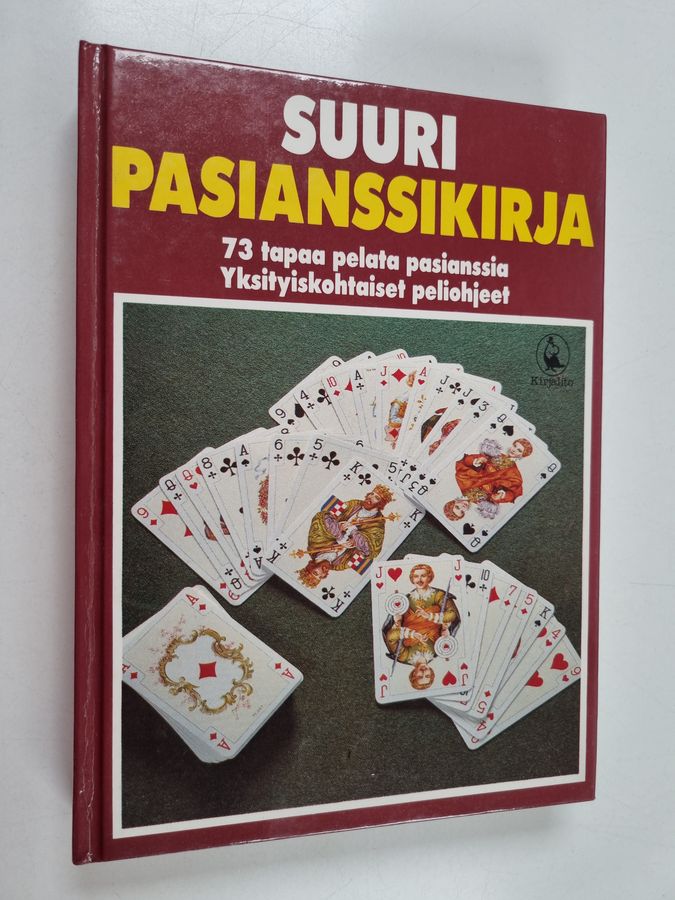 SUURI
PASIANSSIKIRJA
73 tapaa pelata pasianssia
Yksityiskohtaiset peliohjeet
Kirjalito